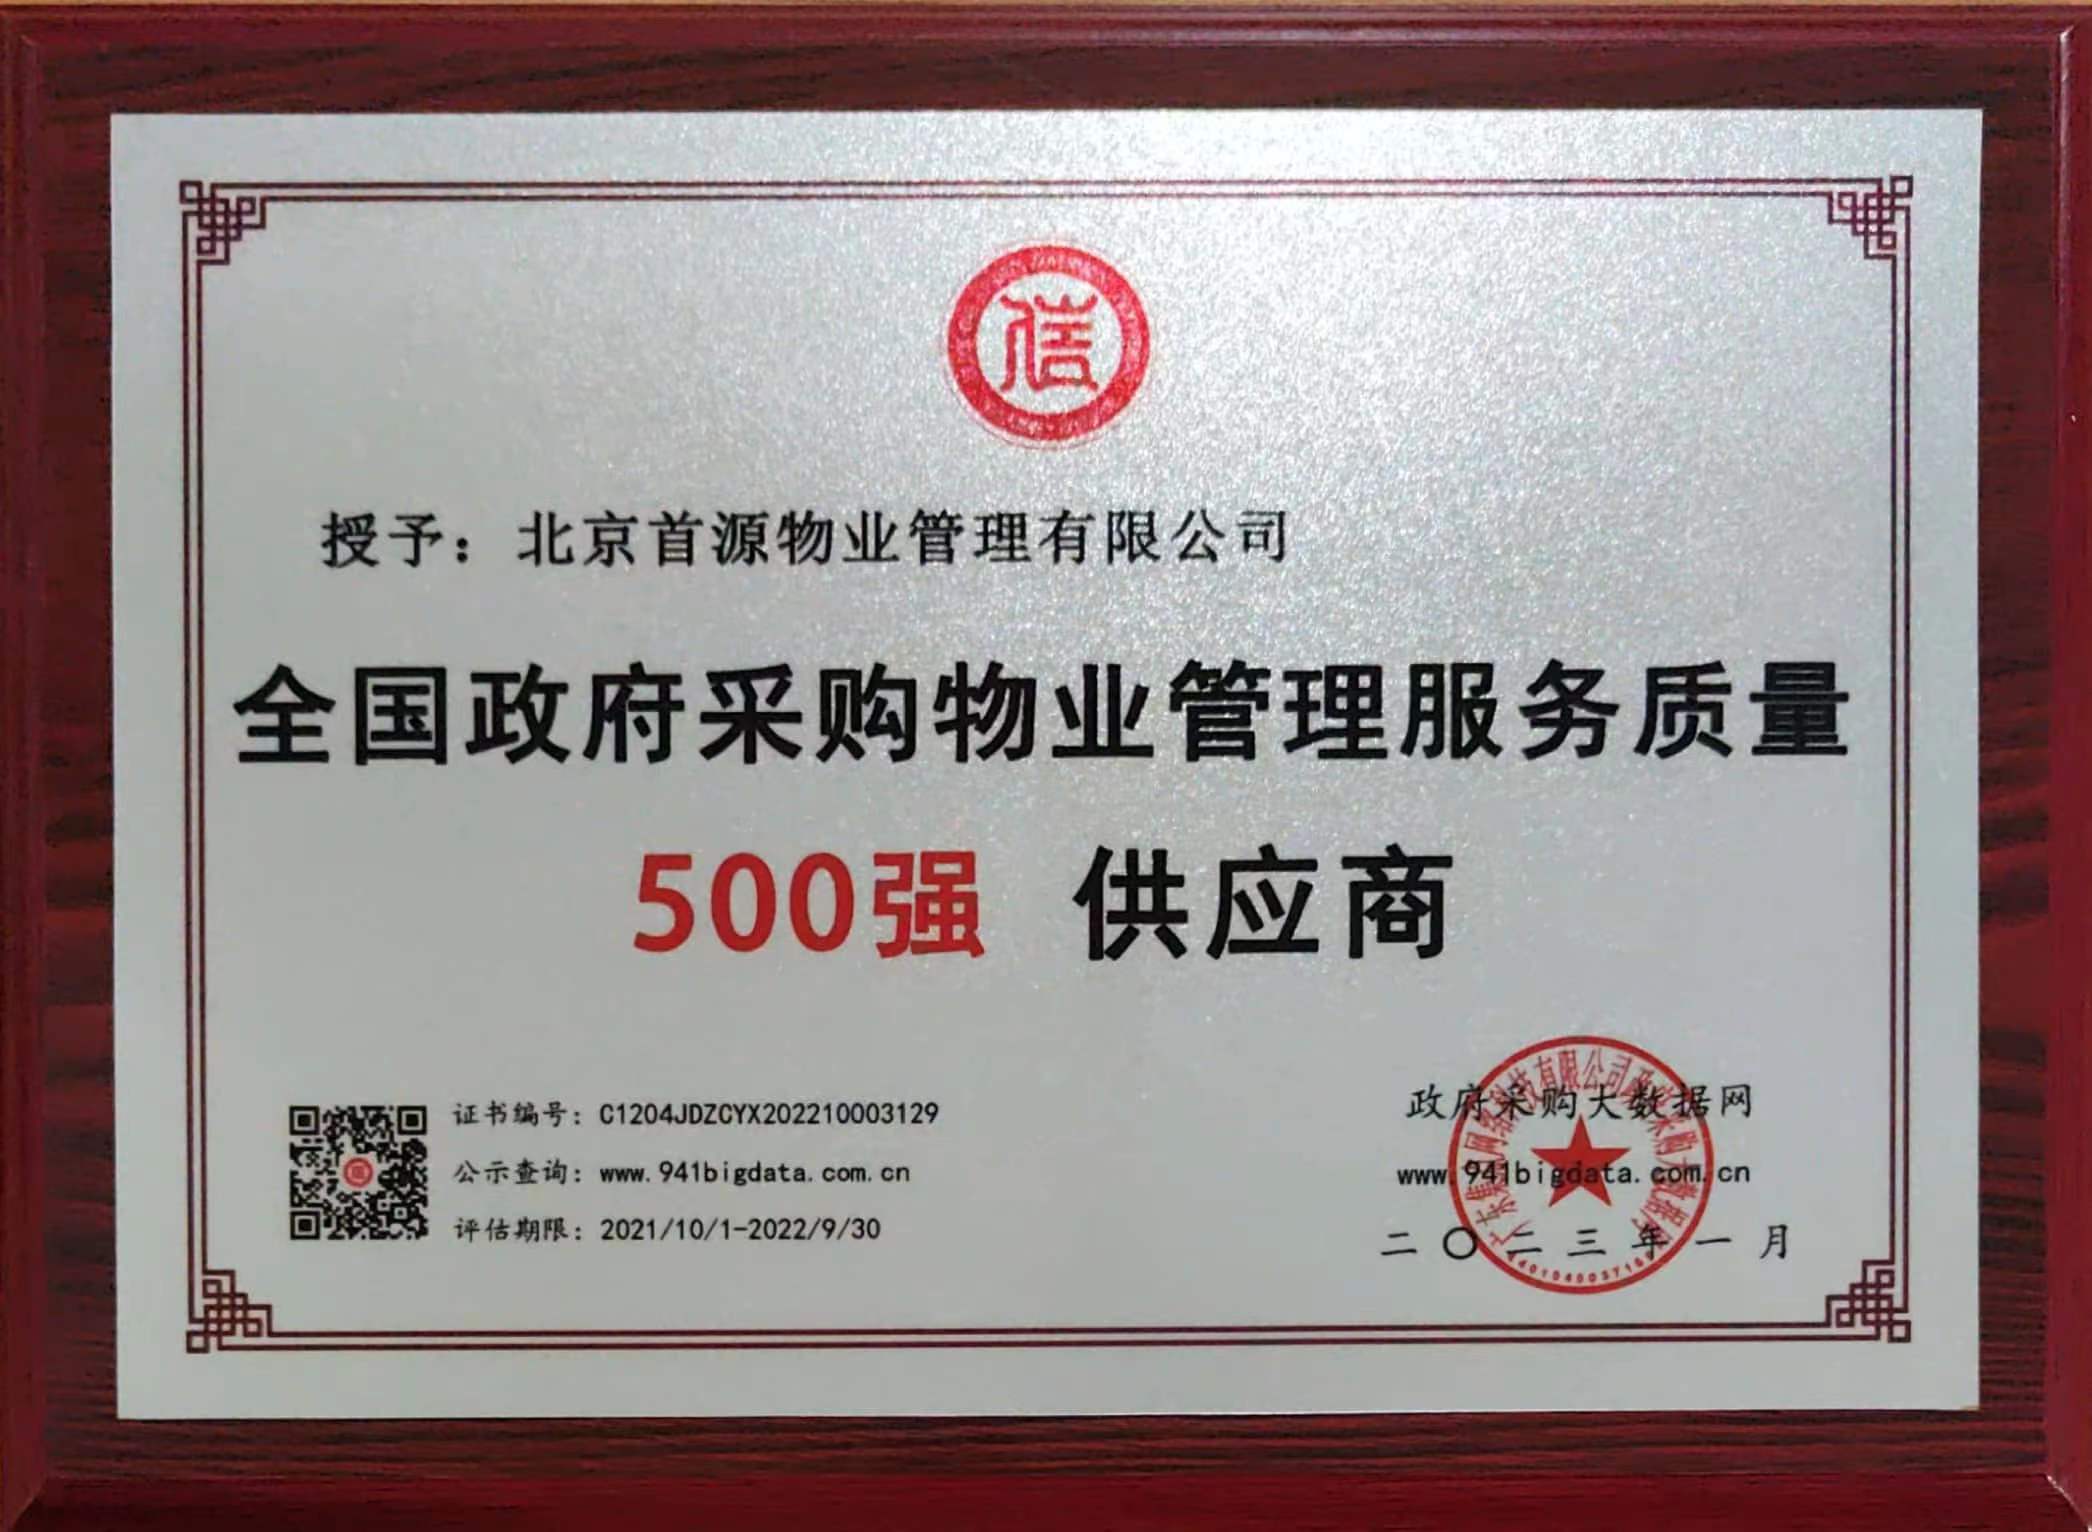 信
授予：北京首源物业管理有限公司
全国政府采购物业管理服务质量
500强 供应商
证书编号：C1204JDZCYX202210003129
公示查询：www.941bigdata.com.cn
评估期限：2021/10/1-2022/9/30
政府采购大数据网
www.941bigdata.com.cn
二〇二三年一月